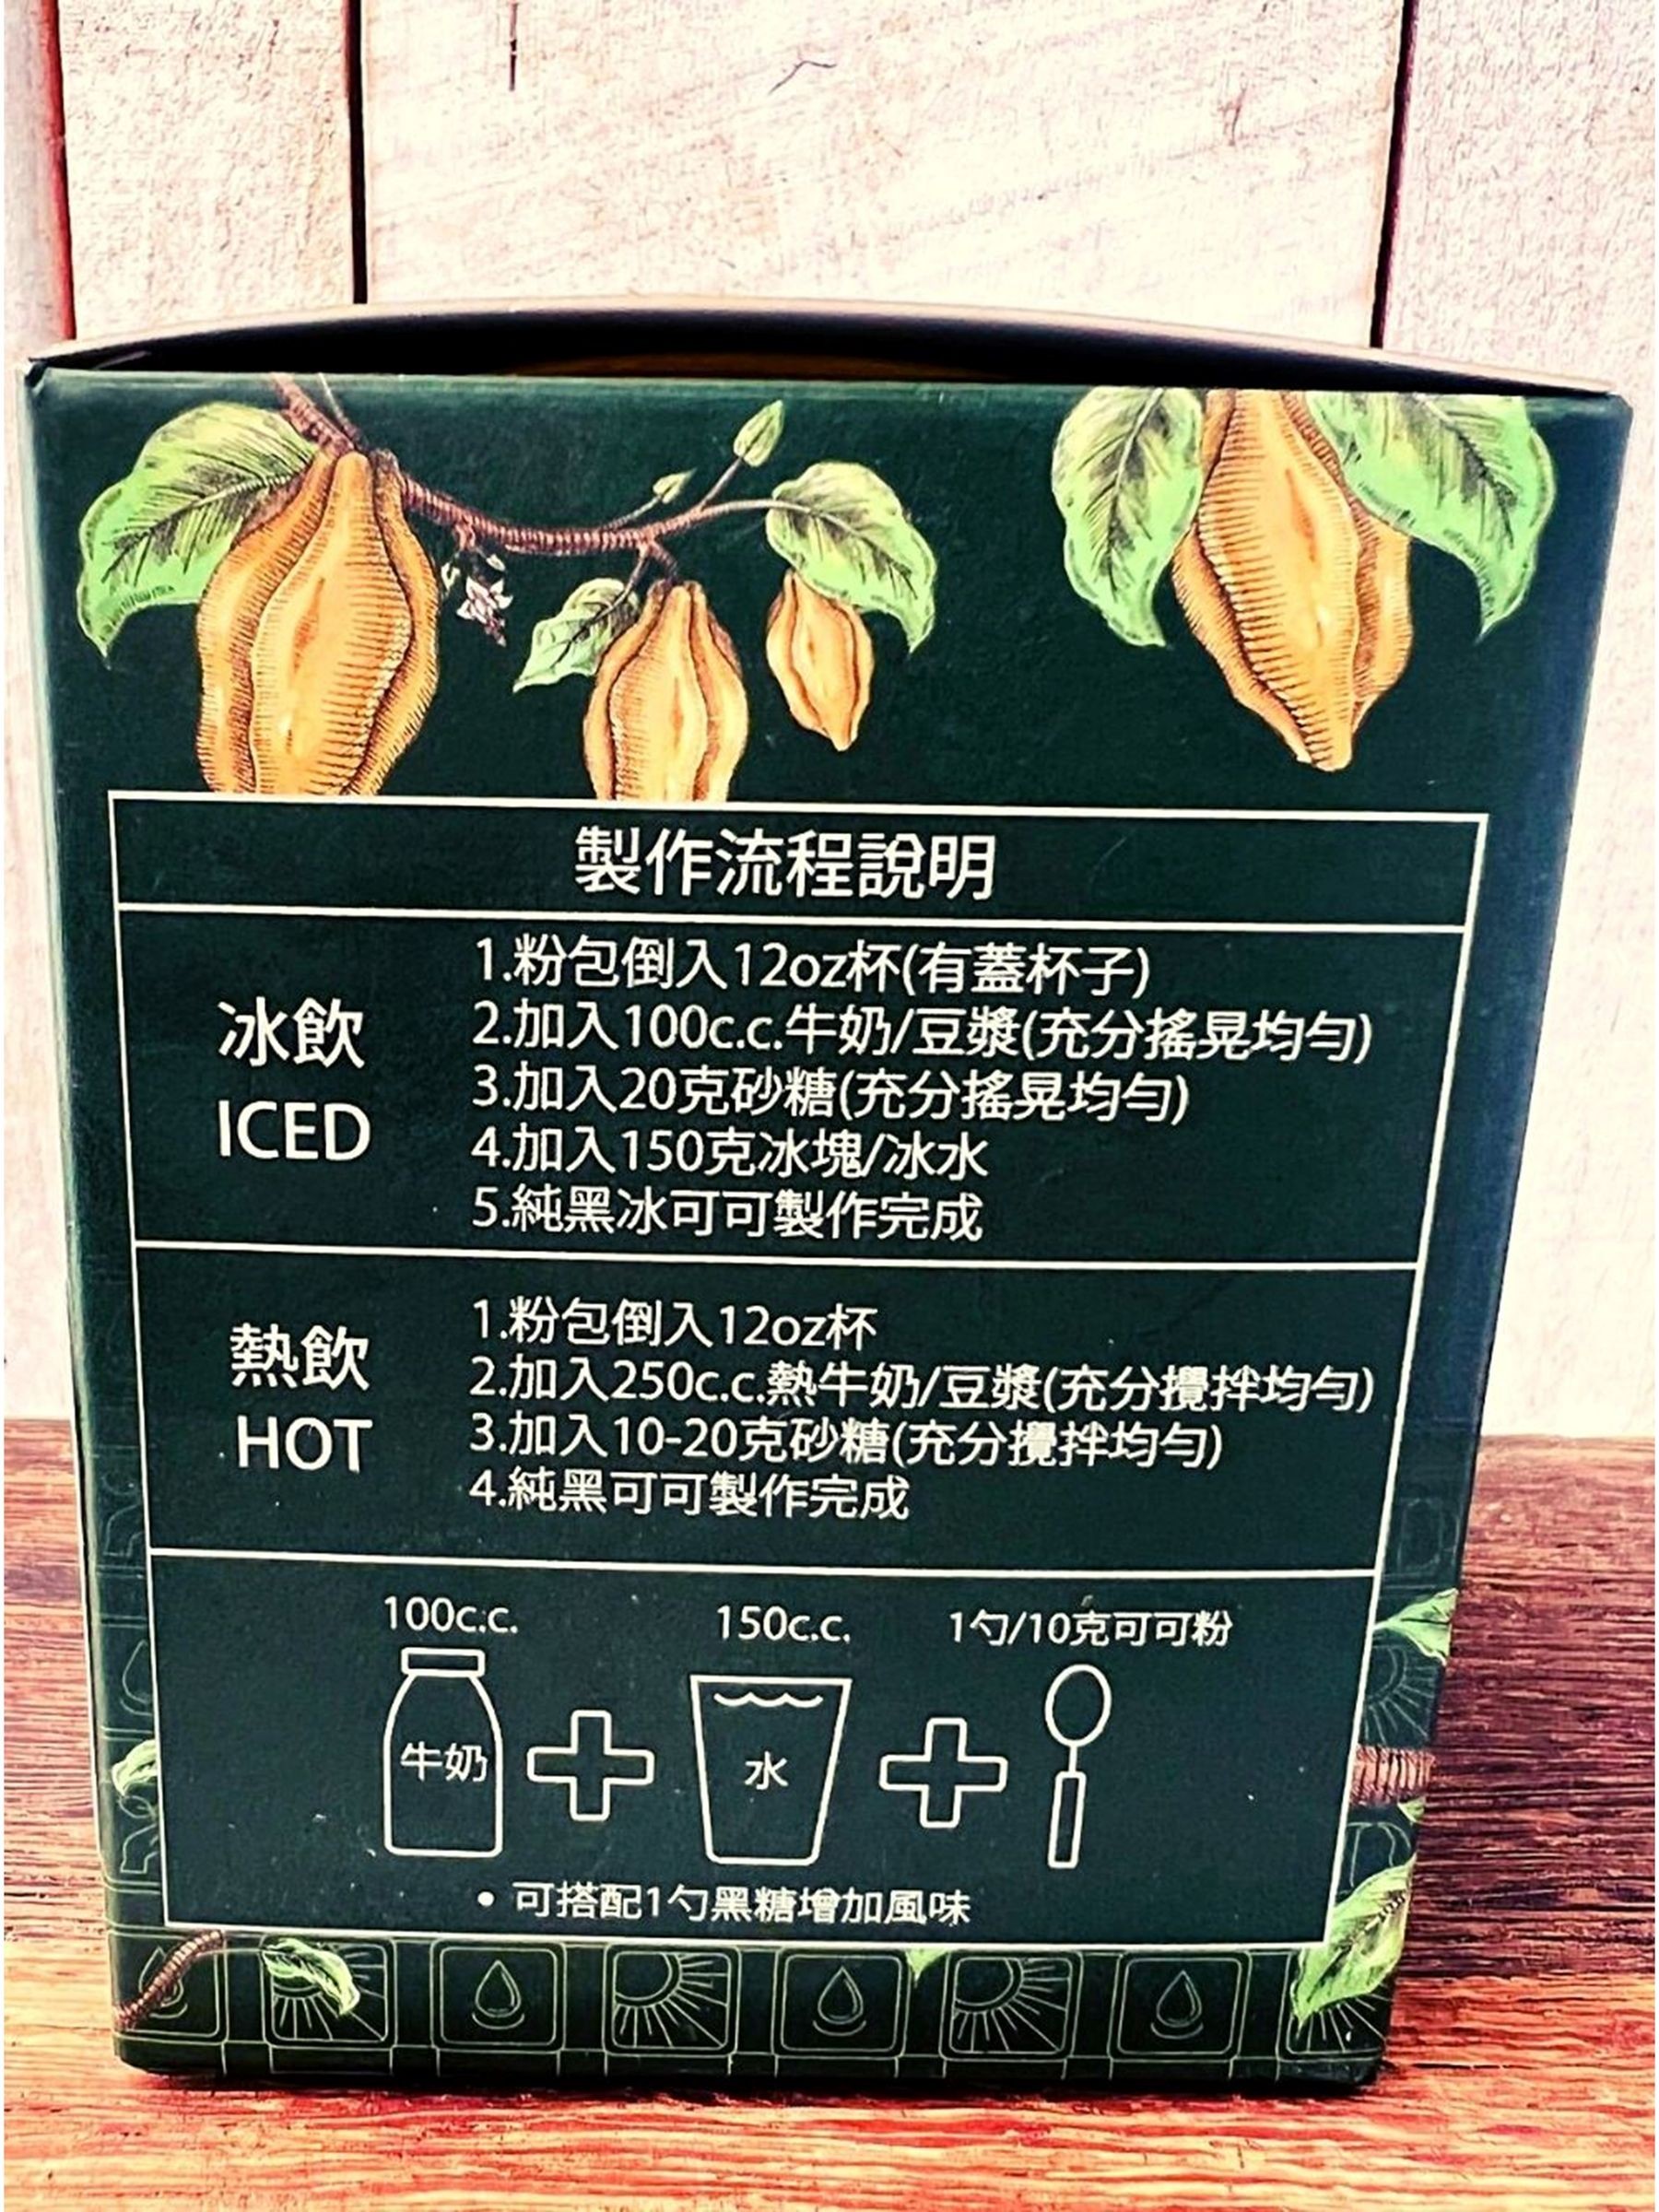 製作流程說明
冰飲
ICED
1.粉包倒入12oz杯(有蓋杯子)
2.加入100c.c.牛奶/豆漿(充分搖晃均勻)
3.加入20克砂糖(充分搖晃均勻)
4.加入150克冰塊/冰水
5.純黑冰可可製作完成
熱飲
HOT
1.粉包倒入12oz杯
2.加入250c.c.熱牛奶/豆漿(充分攪拌均勻)
3.加入10-20克砂糖(充分攪拌均勻)
4.純黑可可製作完成
100c.c. 150c.c. 1勺/10克可可粉
牛奶 水
• 可搭配1勺黑糖增加風味